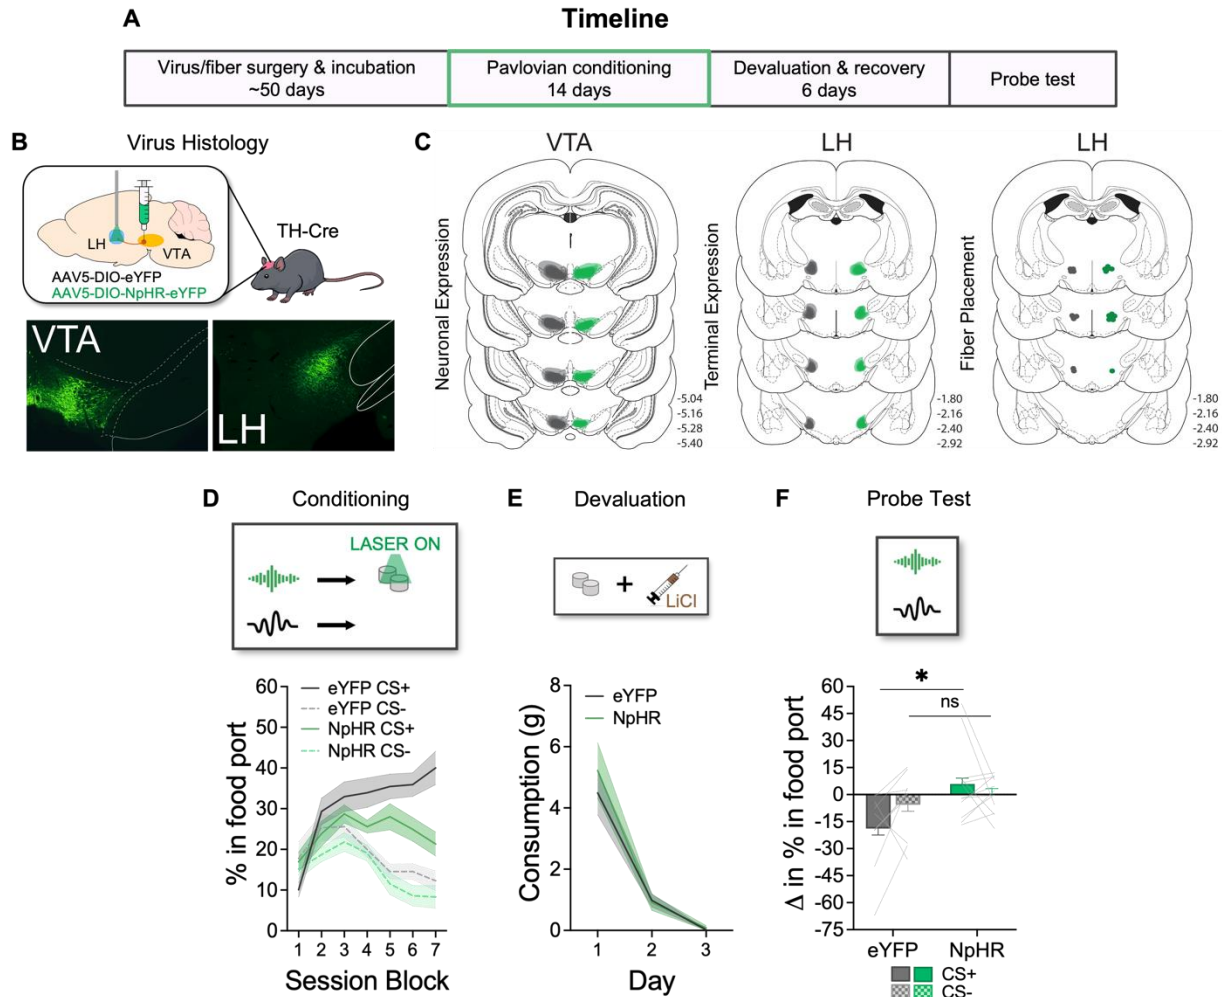 A
Timeline
Virus/fiber surgery & incubation
~50 days
Pavlovian conditioning
14 days
Devaluation & recovery
6 days
Probe test
B
Virus Histology
LH
VTA
AAV5-DIO-eYFP
AAV5-DIO-NpHR-eYFP
TH-Cre
VTA
LH
C
VTA
LH
LH
Neuronal Expression
-5.04
-5.16
-5.28
-5.40
Terminal Expression
-1.80
-2.16
-2.40
-2.92
Fiber Placement
-1.80
-2.16
-2.40
-2.92
D
Conditioning
LASER ON
% in food port
60
50
40
30
20
10
0
eYFP CS+
eYFP CS-
NpHR CS+
NpHR CS-
1 2 3 4 5 6 7
Session Block
E
Devaluation
+
LiCl
Consumption (g)
8
6
4
2
0
eYFP
NpHR
1 2 3
Day
F
Probe Test
Δ in % in food port
60
45
30
15
0
-15
-30
-45
-60
-75
*
ns
eYFP NpHR
CS+
CS-